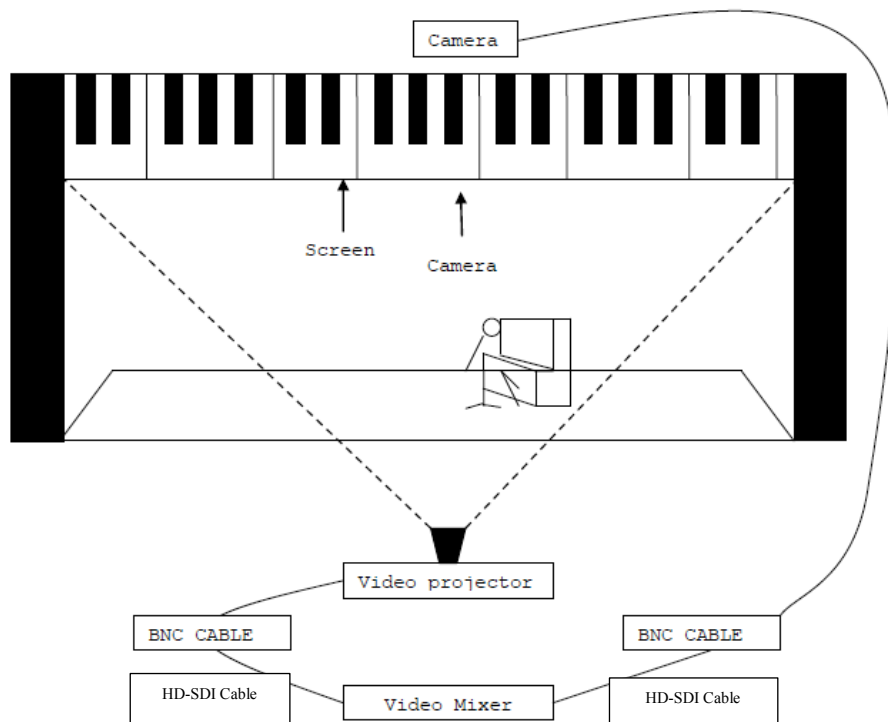 Camera
Screen
Camera
Video projector
BNC CABLE
BNC CABLE
HD-SDI Cable
Video Mixer
HD-SDI Cable